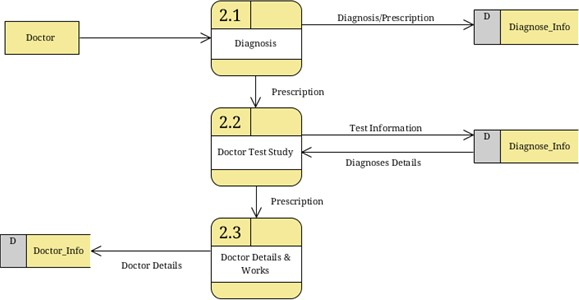 2.1
Diagnosis/Prescription
D
Diagnose_Info
Doctor
Diagnosis
Prescription
2.2
Test Information
D
Doctor Test Study
Diagnose_Info
Diagnoses Details
Prescription
2.3
D
Doctor_Info
Doctor Details
Doctor Details &
Works